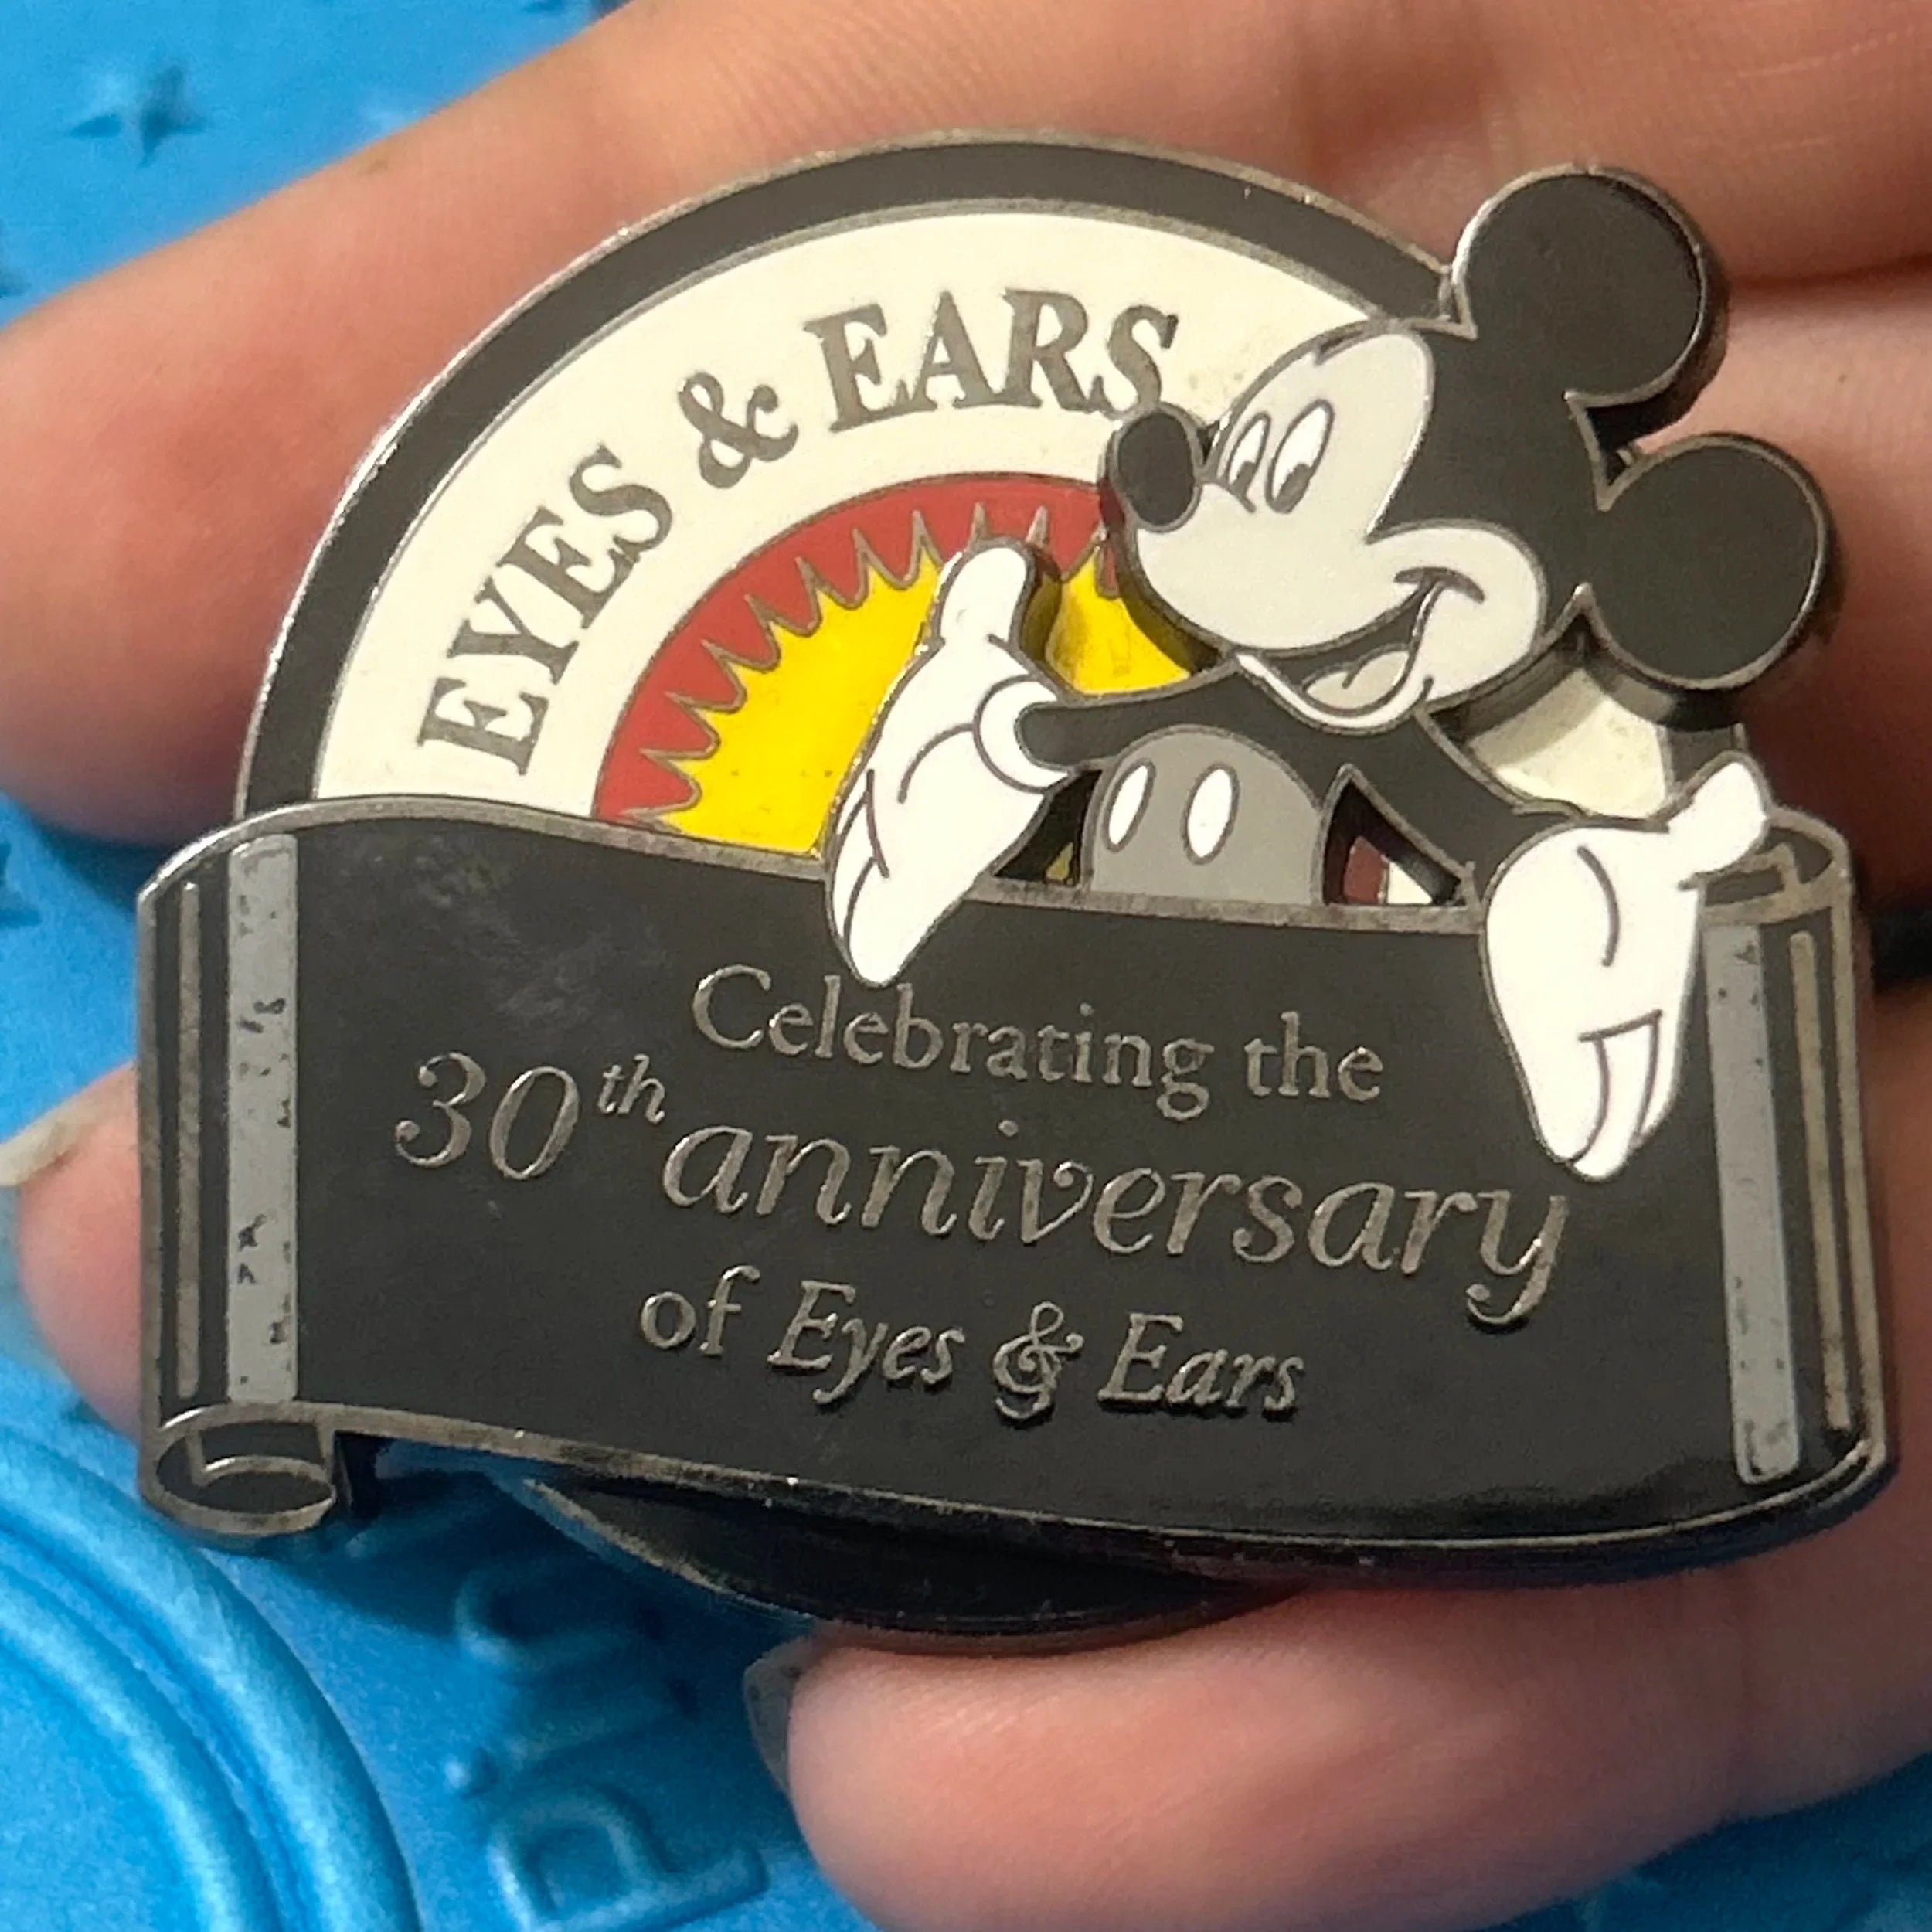 EYES & EARS
Celebrating the
30th anniversary
of Eyes & Ears